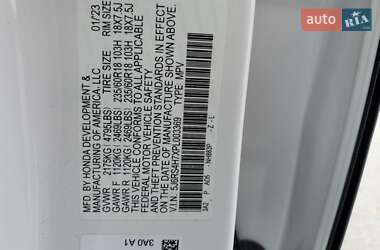 auto RIA.com
MFD. BY HONDA DEVELOPMENT & 01/23
MANUFACTURING OF AMERICA, LLC TIRE SIZE RIM SIZE
GVWR 2175KG (4795LBS)
GAWR F 1120KG (2469LBS) 235/60R18 103H 18X7.5J
GAWR R 1120KG (2469LBS) 235/60R18 103H 18X7.5J
THIS VEHICLE CONFORMS TO ALL APPLICABLE
FEDERAL MOTOR VEHICLE SAFETY AND
THEFT PREVENTION STANDARDS IN EFFECT
ON THE DATE OF MANUFACTURE SHOWN ABOVE.
V.I.N. TYPE: MPV
3A0 A1